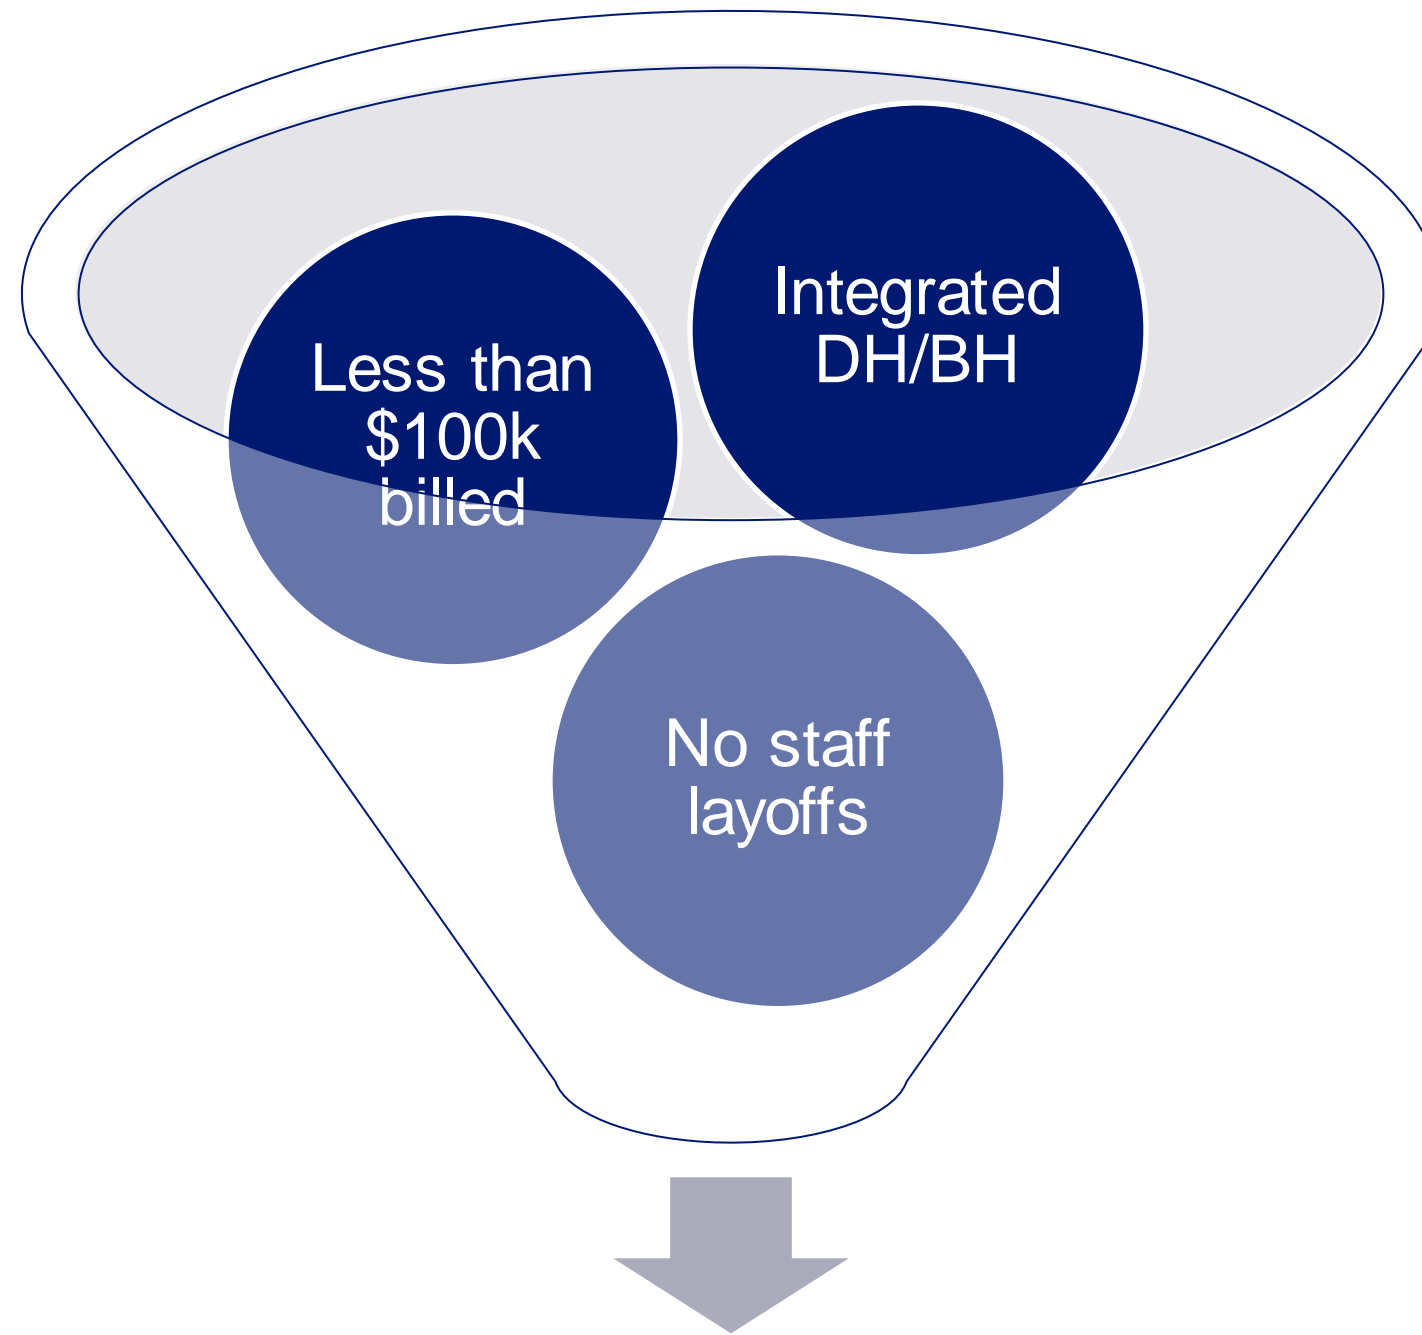 Less than
$100k
billed
Integrated
DH/BH
No staff
layoffs